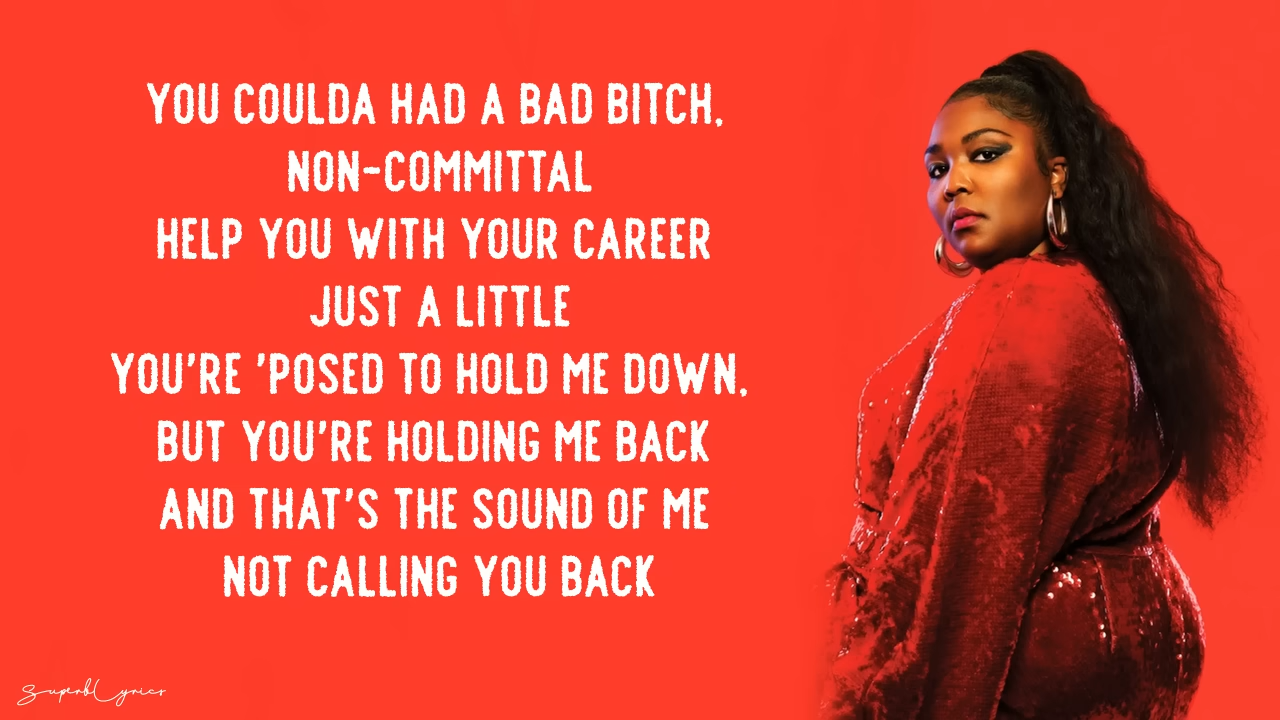 YOU COULDA HAD A BAD BITCH,
NON-COMMITTAL
HELP YOU WITH YOUR CAREER
JUST A LITTLE
YOU'RE 'POSED TO HOLD ME DOWN,
BUT YOU'RE HOLDING ME BACK
AND THAT'S THE SOUND OF ME
NOT CALLING YOU BACK
SuperbLyrics